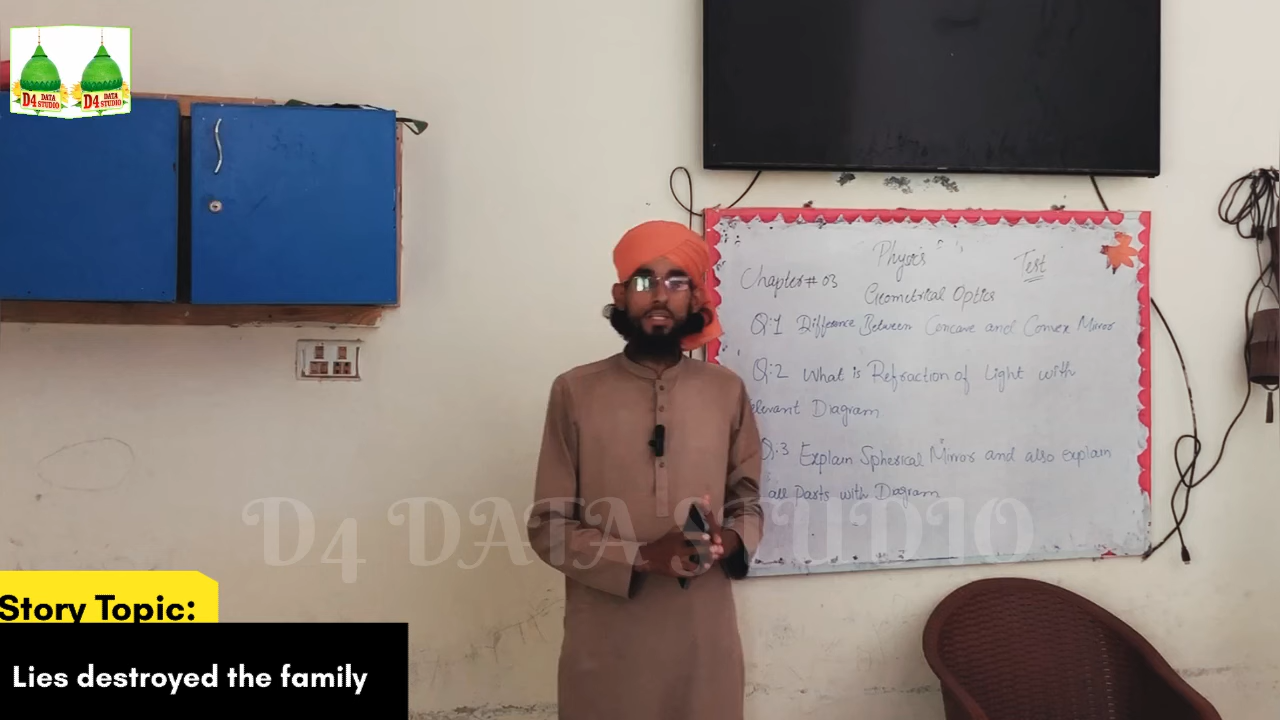 D4 DATA STUDIO D4 DATA STUDIO
Physics Test
Chapter # 03
Geometrical Optics
Q:1 Difference Between Concave and Convex Mirror
Q:2 What is Refraction of Light with
elevant Diagram
Q:3 Explain Spherical Mirror and also explain
all parts with Diagram
D4 DATA STUDIO
Story Topic:
Lies destroyed the family